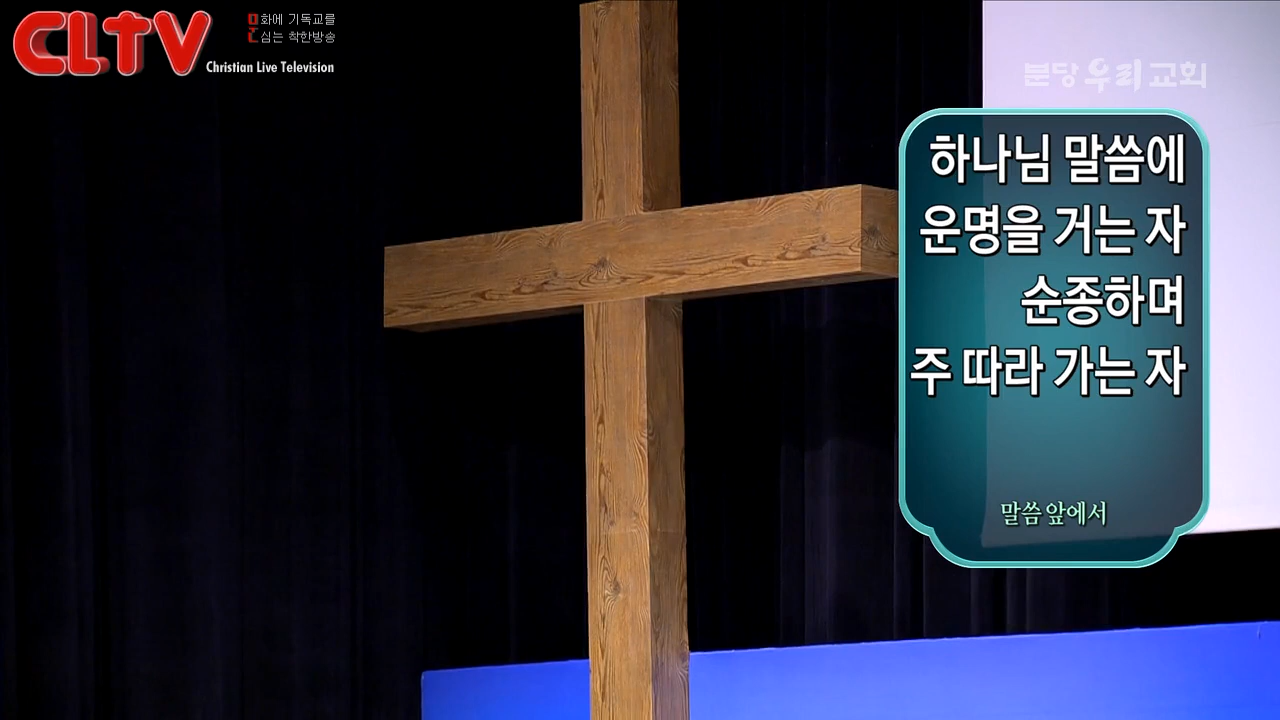 CLTV
문화에 기독교를
심는 착한방송
Christian Live Television
분당우리교회
하나님 말씀에
운명을 거는 자
순종하며
주 따라 가는 자
말씀 앞에서